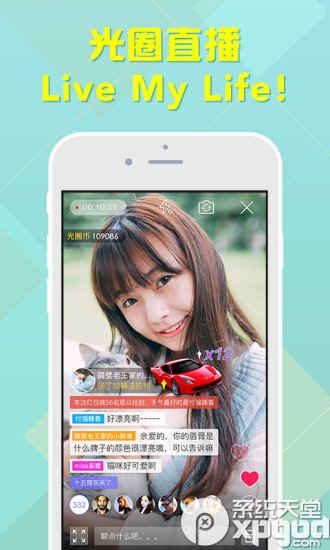 光圈直播
Live My Life!
00:10:11
光圈币 109086
隔壁老王家的...
送了12辆法拉利
x12
本次红包被56名观众抢到,手气最好的是付强睡着
付强睡着 好漂亮啊~~~~~
隔壁老王家的小那谁 亲爱的,你的唇膏是
什么牌子的颜色很漂亮哦,可以告诉嘛
miss蚕蜜 猫咪好可爱啊!
十五度灰来了
532
聊点什么吧。。。
系统天堂
xpgod.com